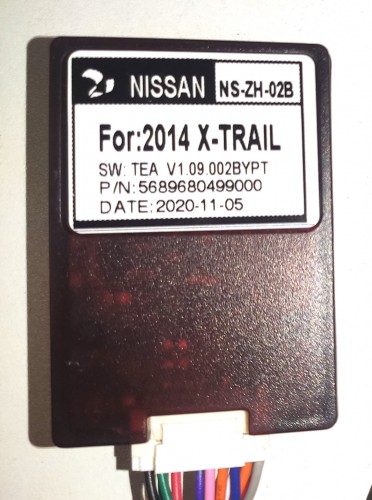 NISSAN NS-ZH-02B
For:2014 X-TRAIL
SW: TEA V1.09.002BYPT
P/N:5689680499000
DATE:2020-11-05